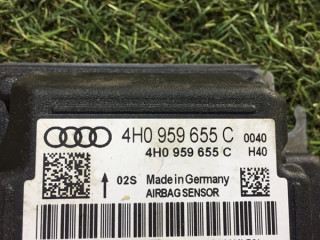 4H0 959 655 C 0040
4H0 959 655 C H40
02S Made in Germany
AIRBAG SENSOR